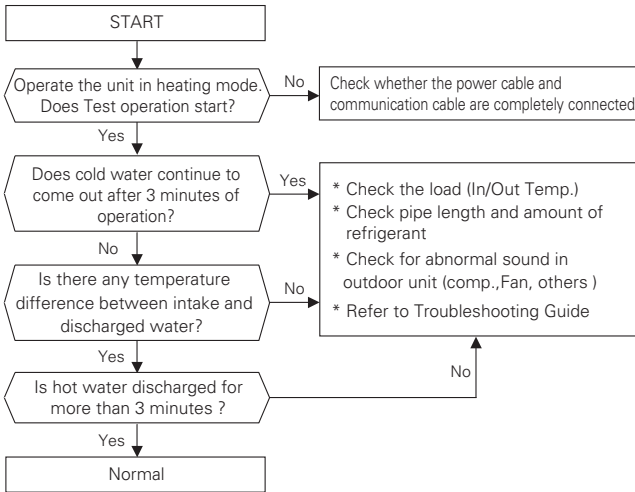 START
Operate the unit in heating mode.
Does Test operation start?
No
Check whether the power cable and
communication cable are completely connected
Yes
Does cold water continue to
come out after 3 minutes of
operation?
Yes
* Check the load (In/Out Temp.)
* Check pipe length and amount of
refrigerant
* Check for abnormal sound in
outdoor unit (comp.,Fan, others )
* Refer to Troubleshooting Guide
No
Is there any temperature
difference between intake and
discharged water?
No
Yes
Is hot water discharged for
more than 3 minutes ?
No
Yes
Normal